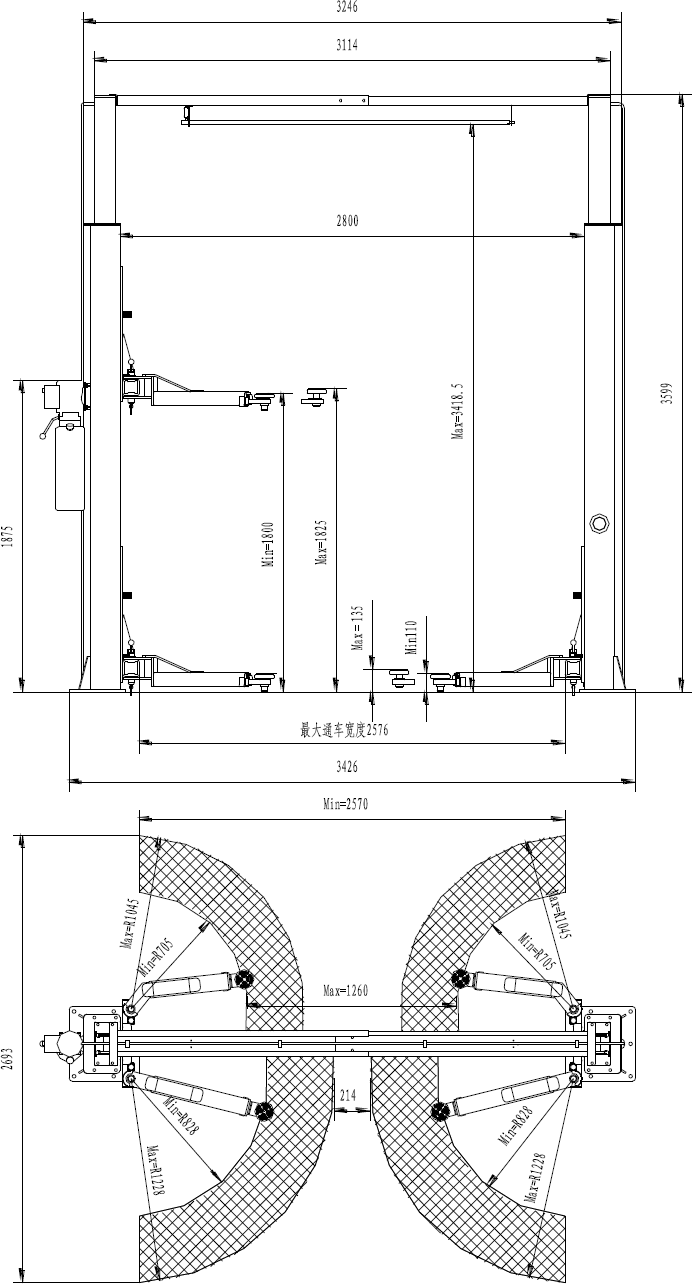 3246
3114
2800
Max=3418.5
3599
1875
Min=1800
Max=1825
Max=135
Min110
最大通车宽度2576
3426
Min=2570
Max=R1045
Min=R705
Max=R1045
Min=R705
Max=1260
2693
214
Min=R828
Max=R1228
Min=R828
Max=R1228